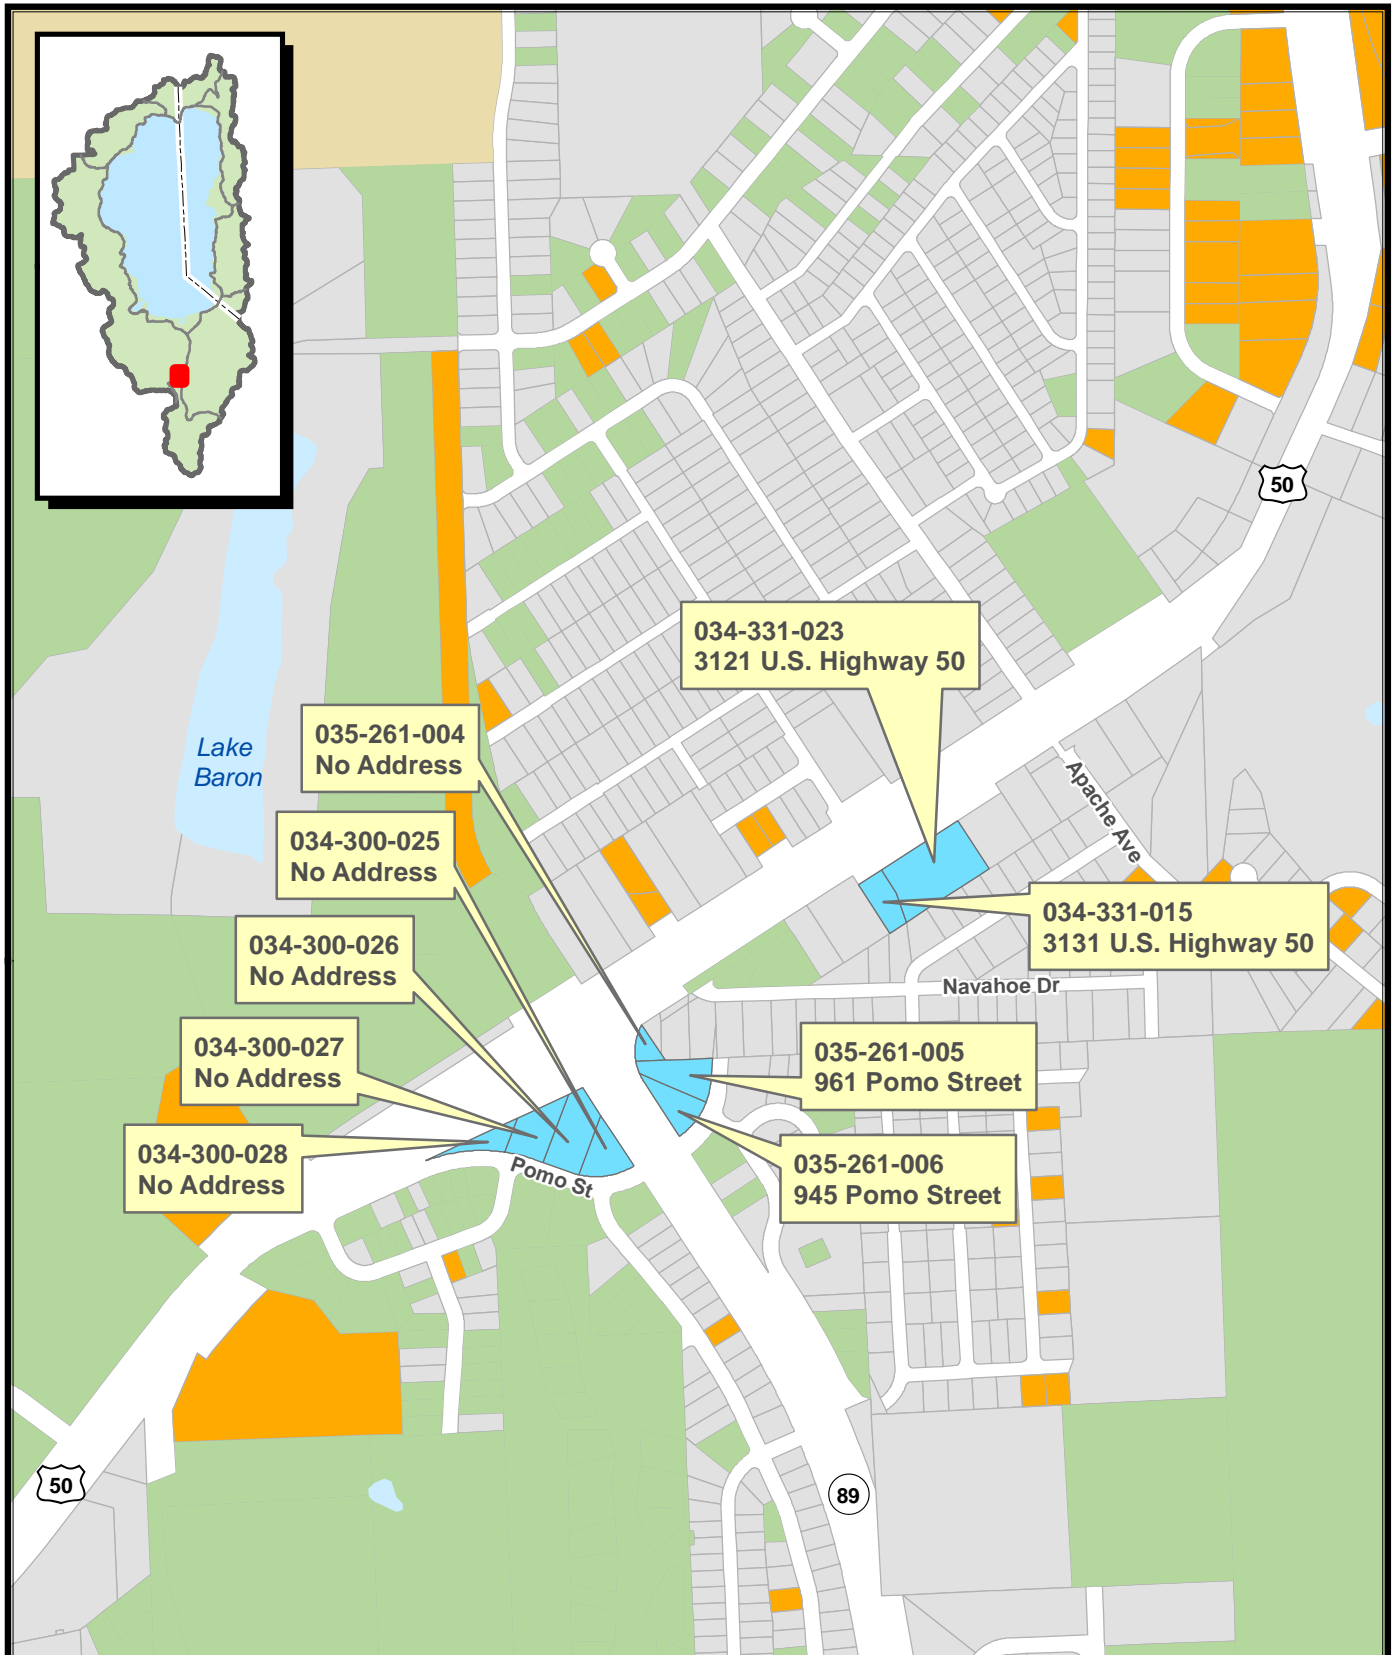 50
034-331-023
3121 U.S. Highway 50
035-261-004
No Address
Lake
Baron
Apache Ave
034-300-025
No Address
034-331-015
3131 U.S. Highway 50
034-300-026
No Address
Navahoe Dr
034-300-027
No Address
035-261-005
961 Pomo Street
034-300-028
No Address
Pomo St
035-261-006
945 Pomo Street
50
89